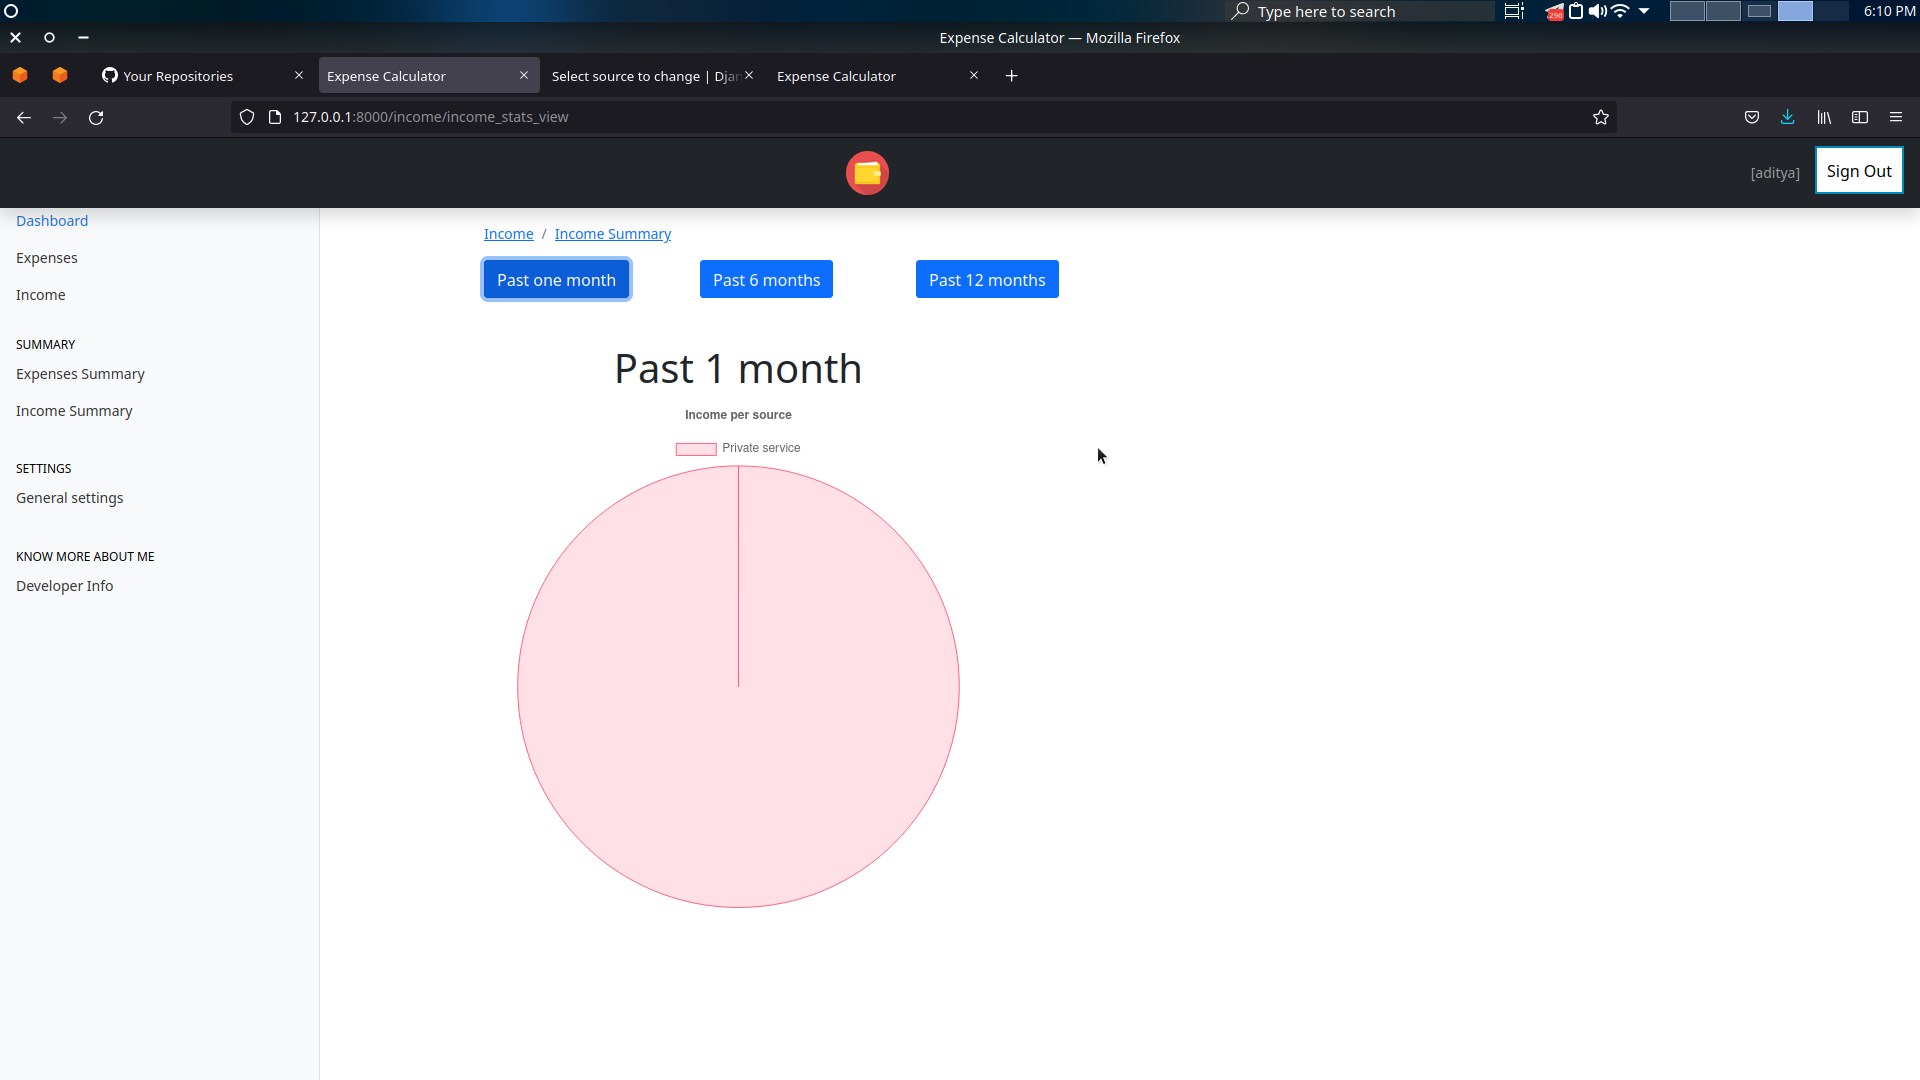 Type here to search
296
6:10 PM
Expense Calculator — Mozilla Firefox
Your Repositories
Expense Calculator
Select source to change | Djan
Expense Calculator
127.0.0.1:8000/income/income_stats_view
[aditya]
Sign Out
Dashboard
Expenses
Income
SUMMARY
Expenses Summary
Income Summary
SETTINGS
General settings
KNOW MORE ABOUT ME
Developer Info
Income / Income Summary
Past one month
Past 6 months
Past 12 months
Past 1 month
Income per source
Private service